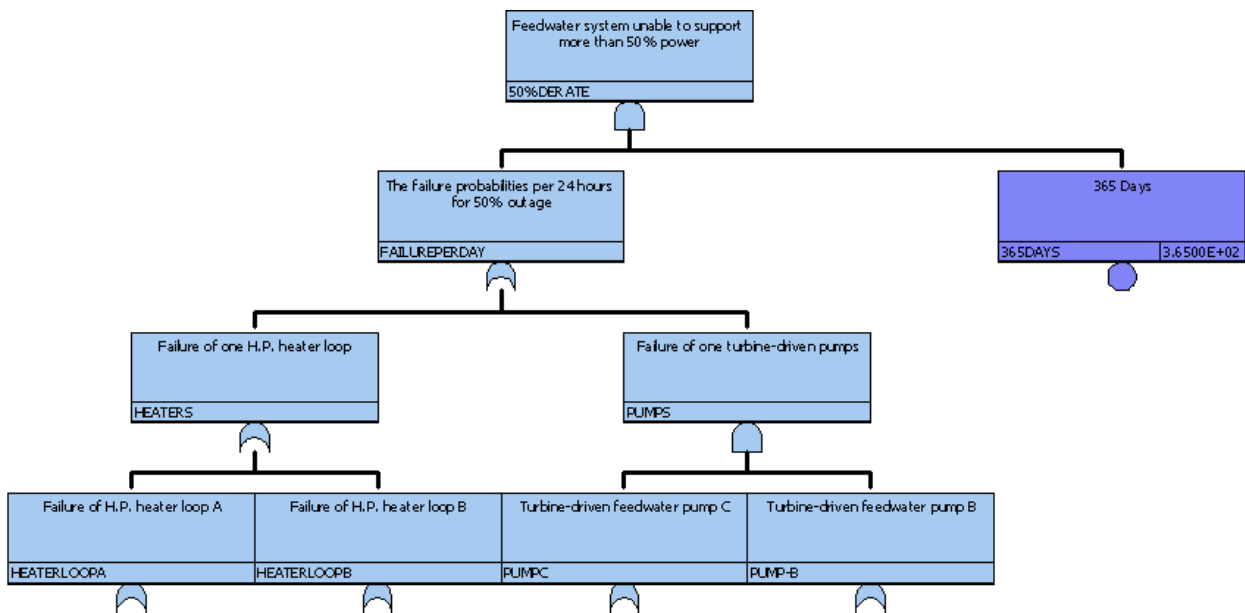 Feedwater system unable to support
more than 50% power
50%DERATE
The failure probabilities per 24 hours
for 50% outage
FAILUREPERDAY
365 Days
365DAYS 3.6500E+02
Failure of one H.P. heater loop
HEATERS
Failure of one turbine-driven pumps
PUMPS
Failure of H.P. heater loop A
HEATERLOOPA
Failure of H.P. heater loop B
HEATERLOOPB
Turbine-driven feedwater pump C
PUMPC
Turbine-driven feedwater pump B
PUMP-B